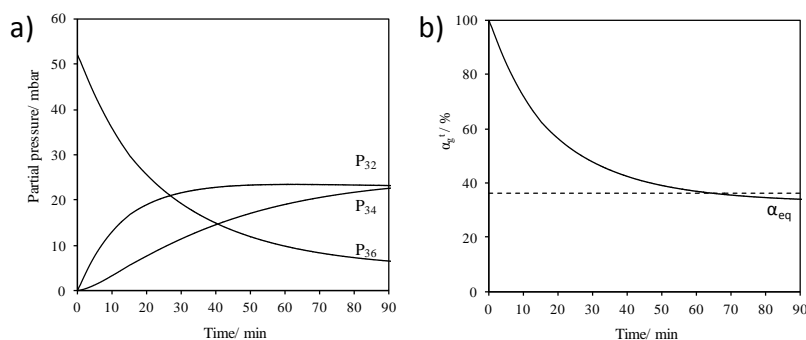 a)
Partial pressure/ mbar
60
50
40
30
20
10
0
P32
P34
P36
0 10 20 30 40 50 60 70 80 90
Time/ min
b)
αgt / %
100
80
60
40
20
0
αeq
0 10 20 30 40 50 60 70 80 90
Time/ min